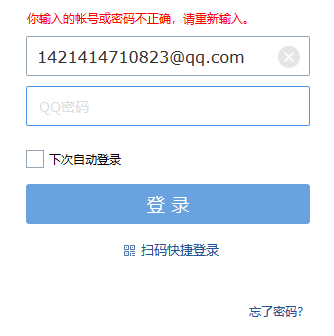 你输入的帐号或密码不正确，请重新输入。
1421414710823@qq.com
QQ密码
下次自动登录
登 录
扫码快捷登录
忘了密码?